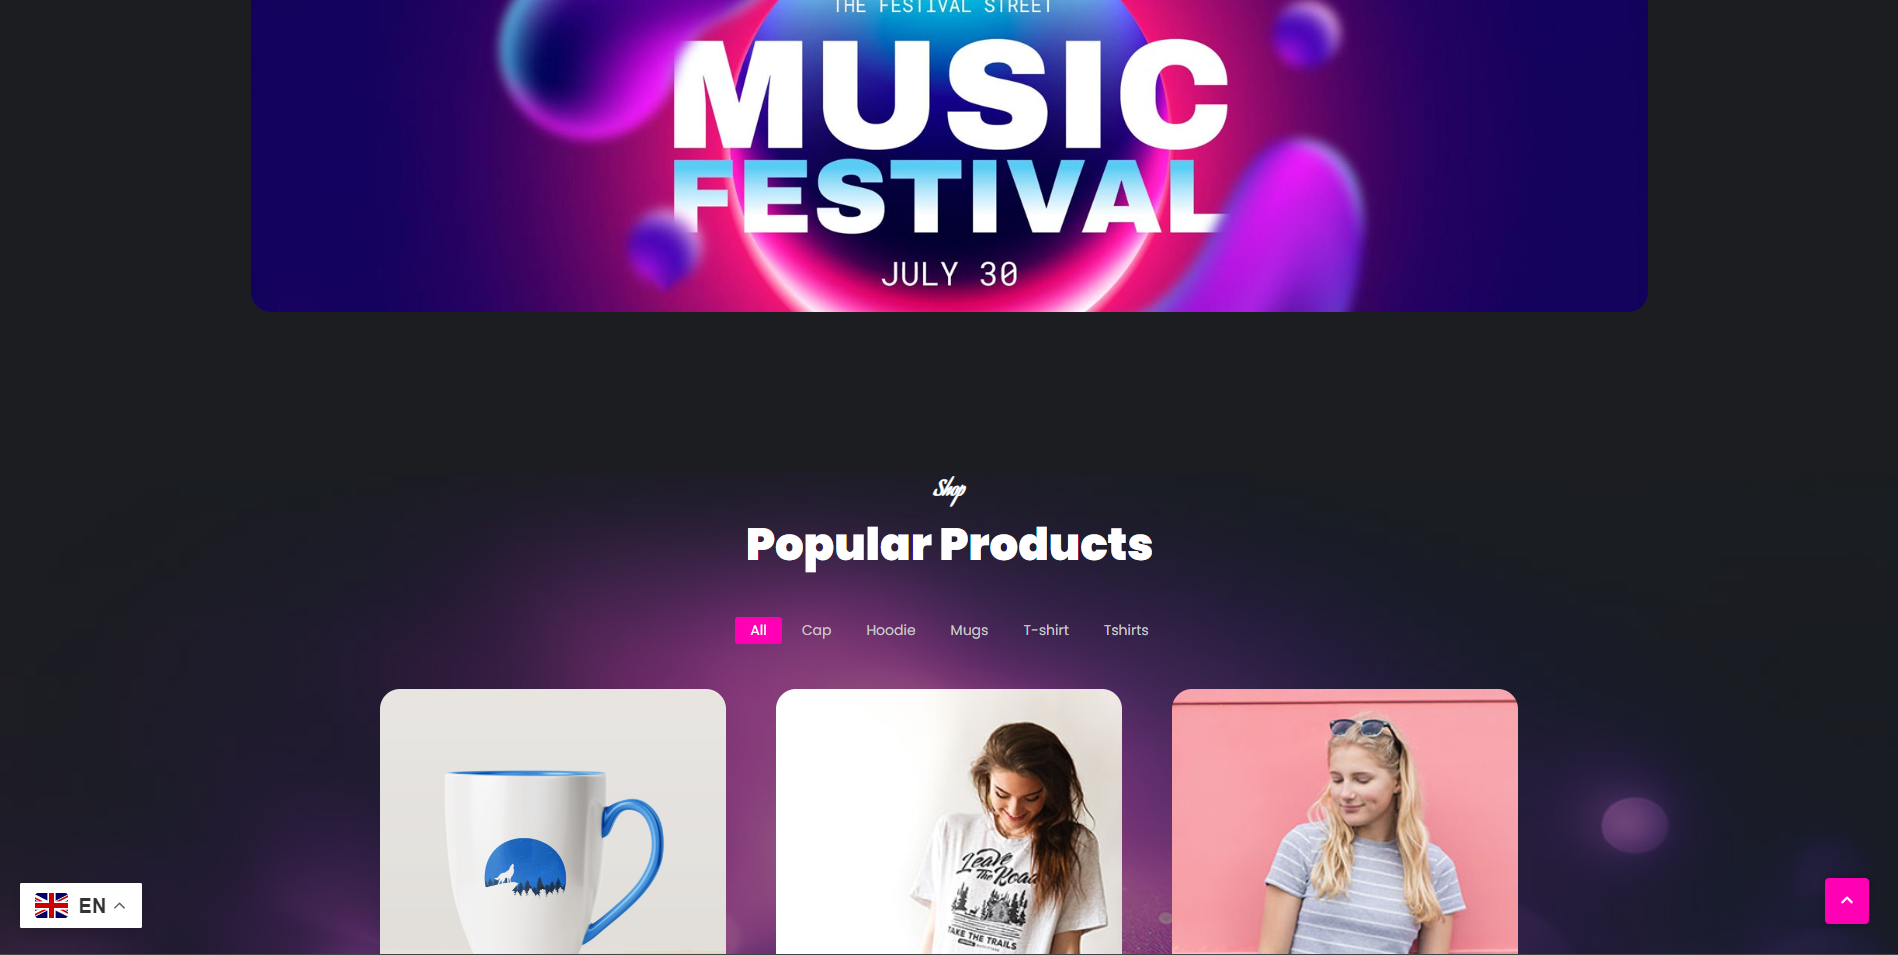 THE FESTIVAL STREET
MUSIC
FESTIVAL
JULY 30
Shop
Popular Products
All Cap Hoodie Mugs T-shirt Tshirts
Leave
The Road
TAKE THE TRAILS
EN